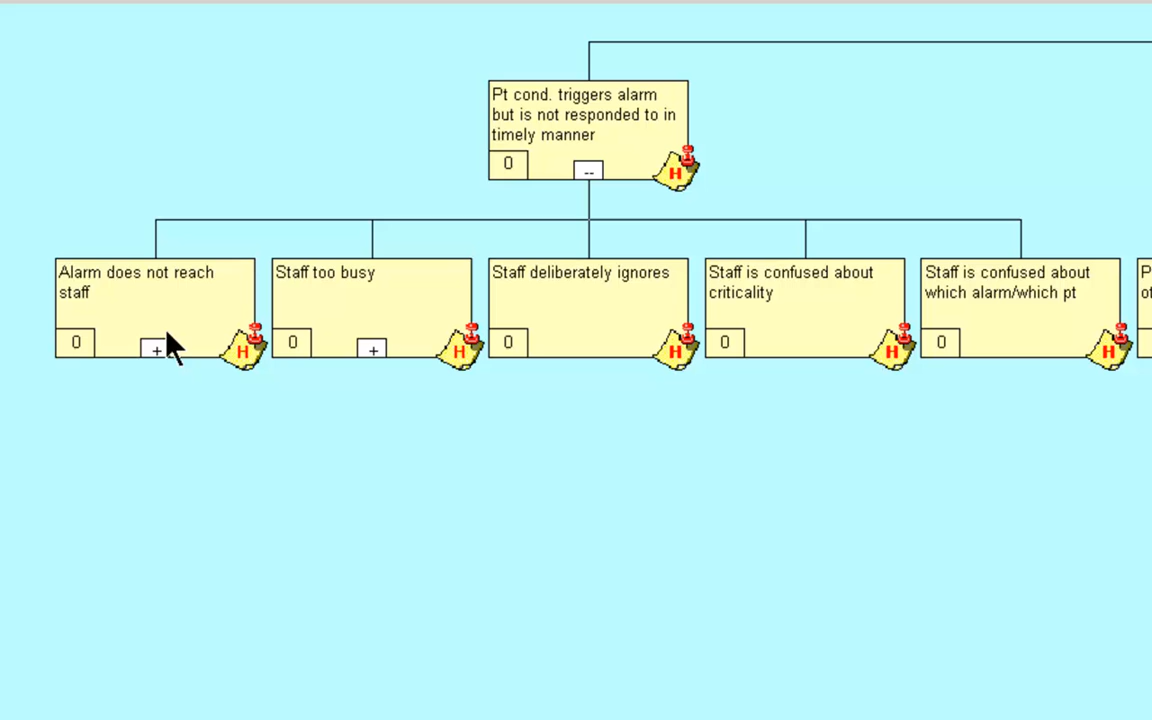 Pt cond. triggers alarm
but is not responded to in
timely manner
0
--
H
Alarm does not reach
staff
0
+
H
Staff too busy
0
+
H
Staff deliberately ignores
0
H
Staff is confused about
criticality
0
H
Staff is confused about
which alarm/which pt
0
H